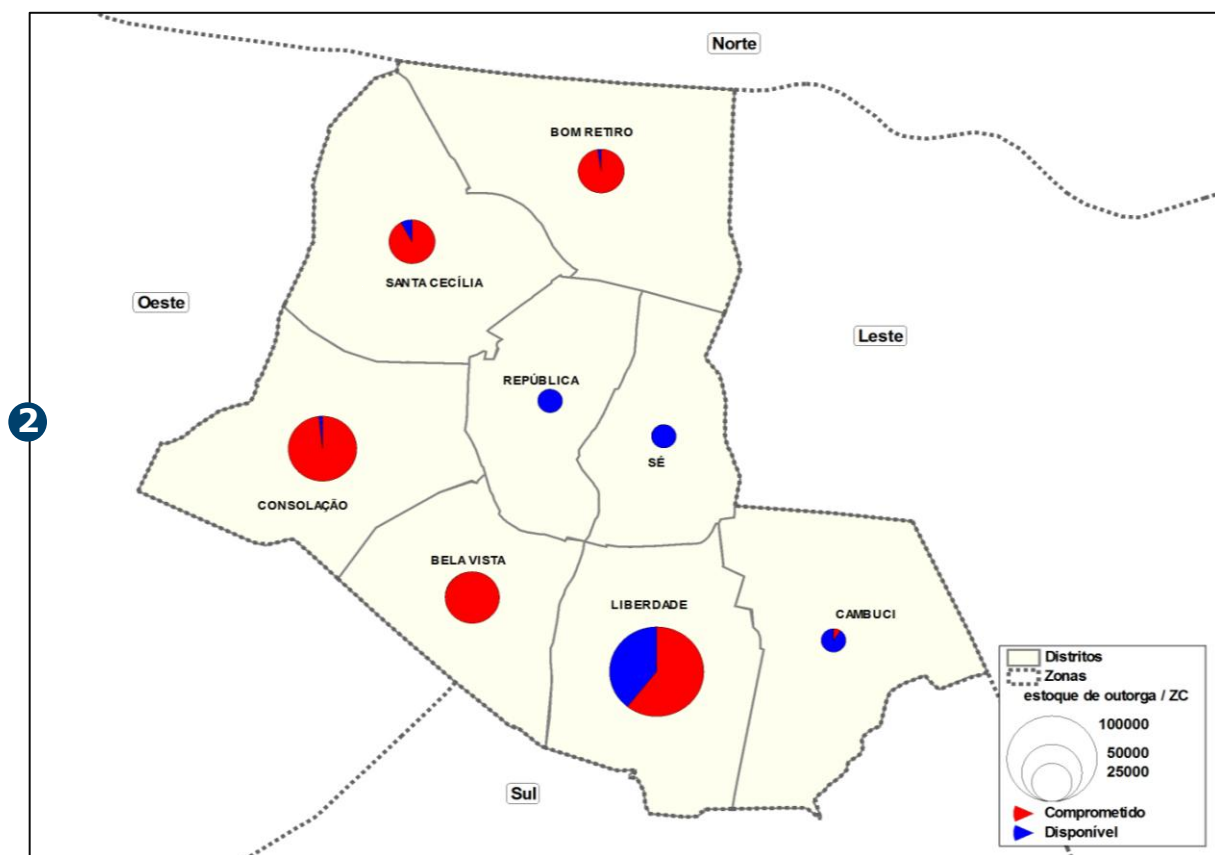 Norte
BOM RETIRO
SANTA CECÍLIA
Oeste
Leste
REPÚBLICA
2
SÉ
CONSOLAÇÃO
BELA VISTA
LIBERDADE
CAMBUCI
Sul
Distritos
Zonas
estoque de outorga / ZC
100000
50000
25000
Comprometido
Disponível